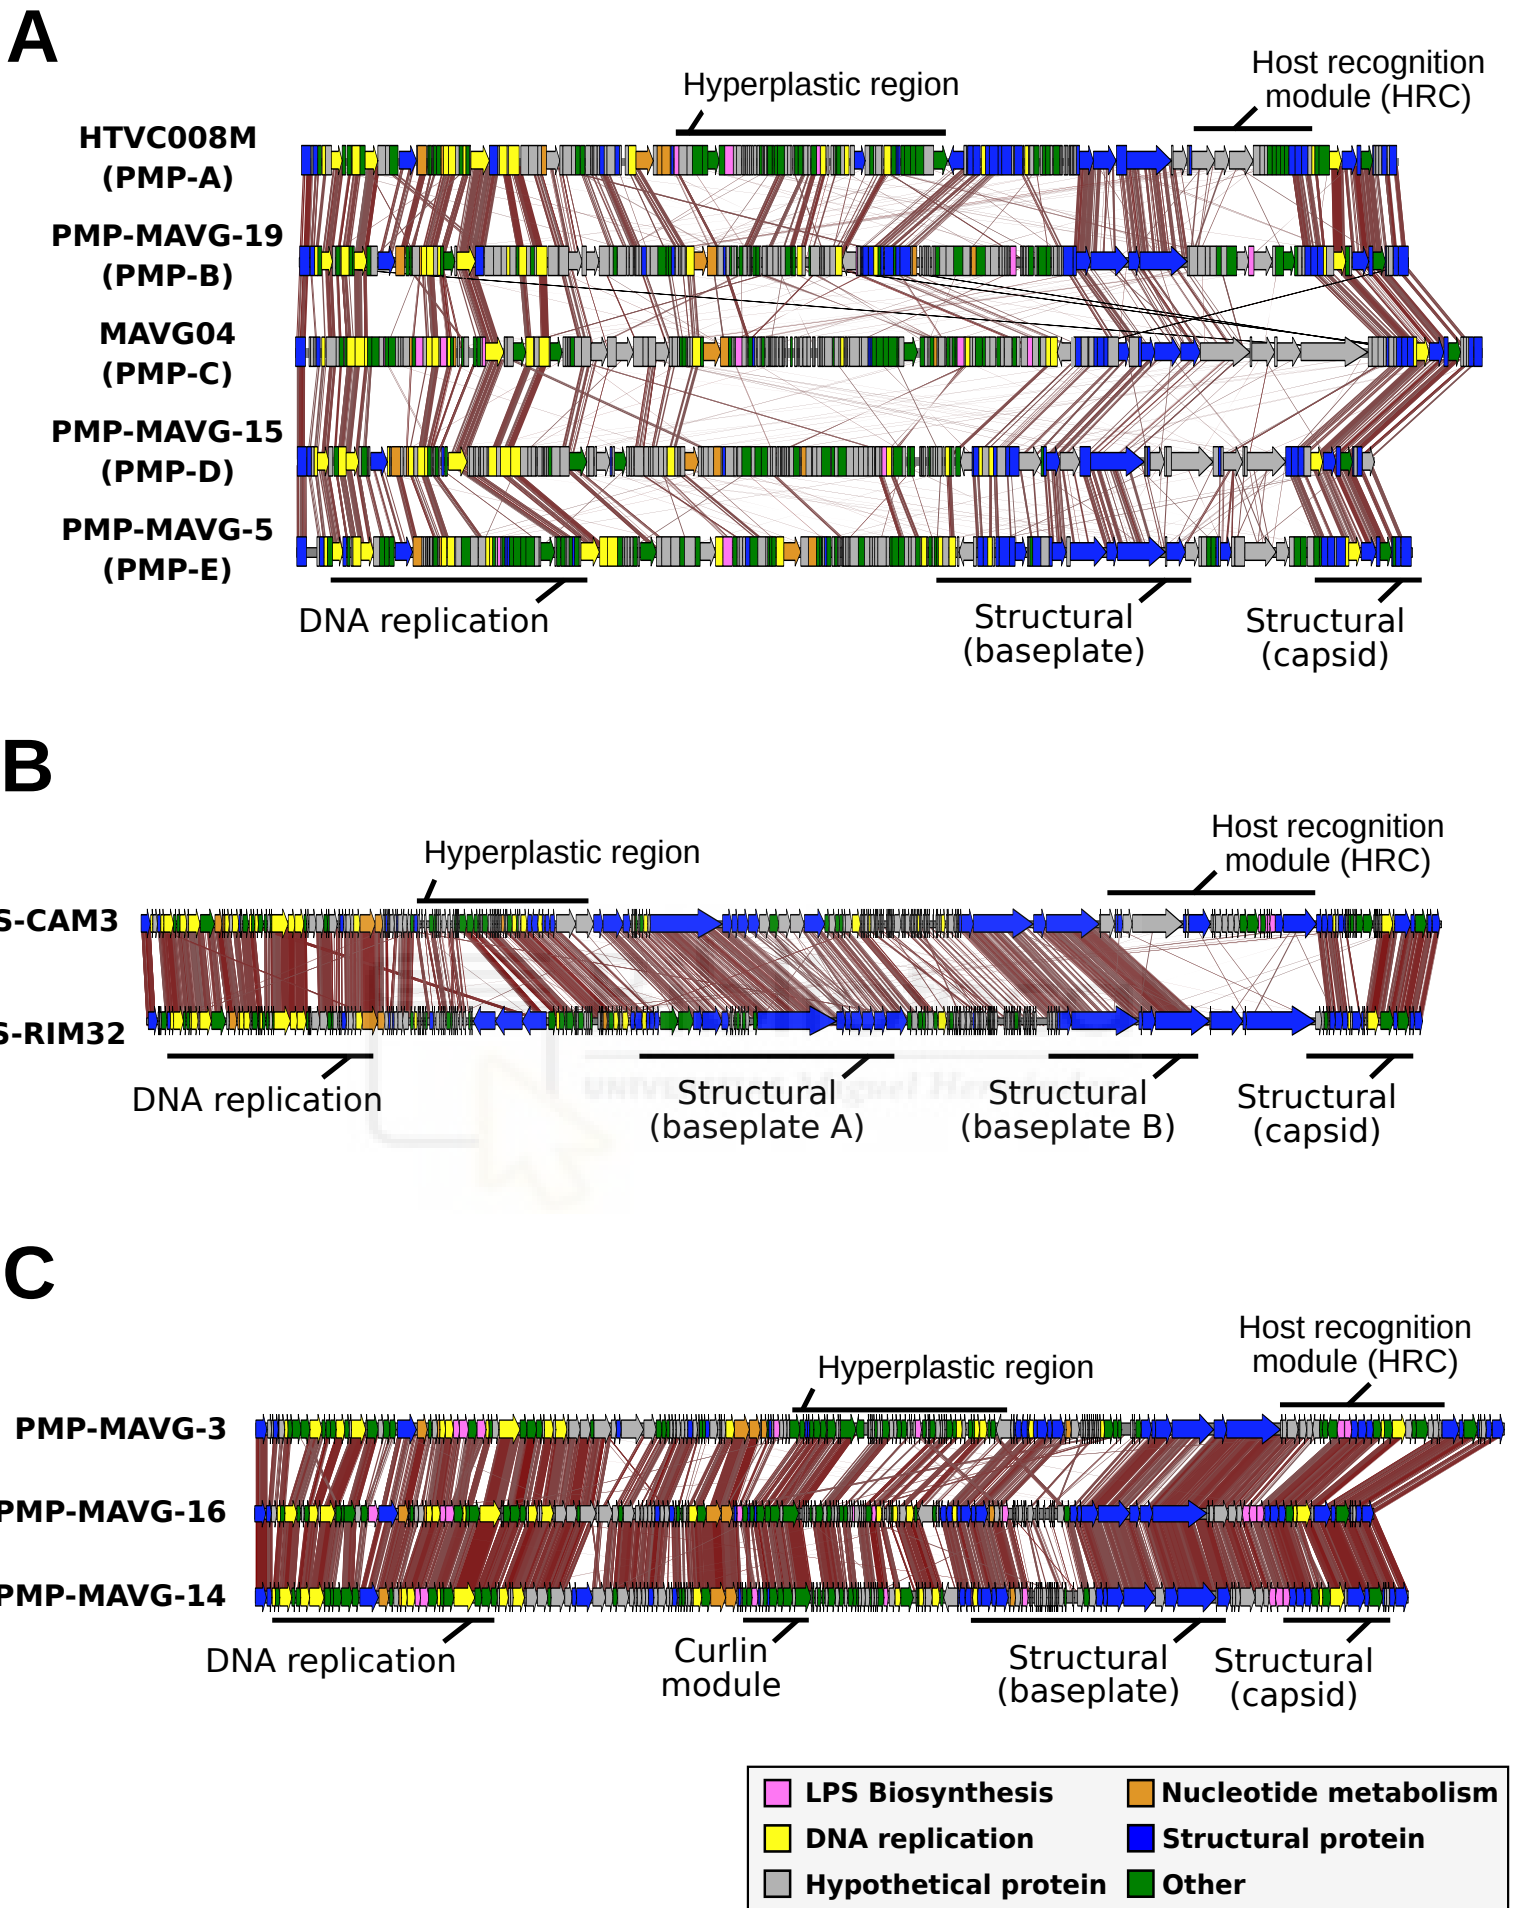 A
Hyperplastic region
Host recognition
module (HRC)
HTVC008M
(PMP-A)
PMP-MAVG-19
(PMP-B)
MAVG04
(PMP-C)
PMP-MAVG-15
(PMP-D)
PMP-MAVG-5
(PMP-E)
DNA replication
Structural
(baseplate)
Structural
(capsid)
B
Hyperplastic region
Host recognition
module (HRC)
S-CAM3
S-RIM32
DNA replication
Structural
(baseplate A)
Structural
(baseplate B)
Structural
(capsid)
C
Hyperplastic region
Host recognition
module (HRC)
PMP-MAVG-3
PMP-MAVG-16
PMP-MAVG-14
DNA replication
Curlin
module
Structural
(baseplate)
Structural
(capsid)
LPS Biosynthesis
Nucleotide metabolism
DNA replication
Structural protein
Hypothetical protein
Other